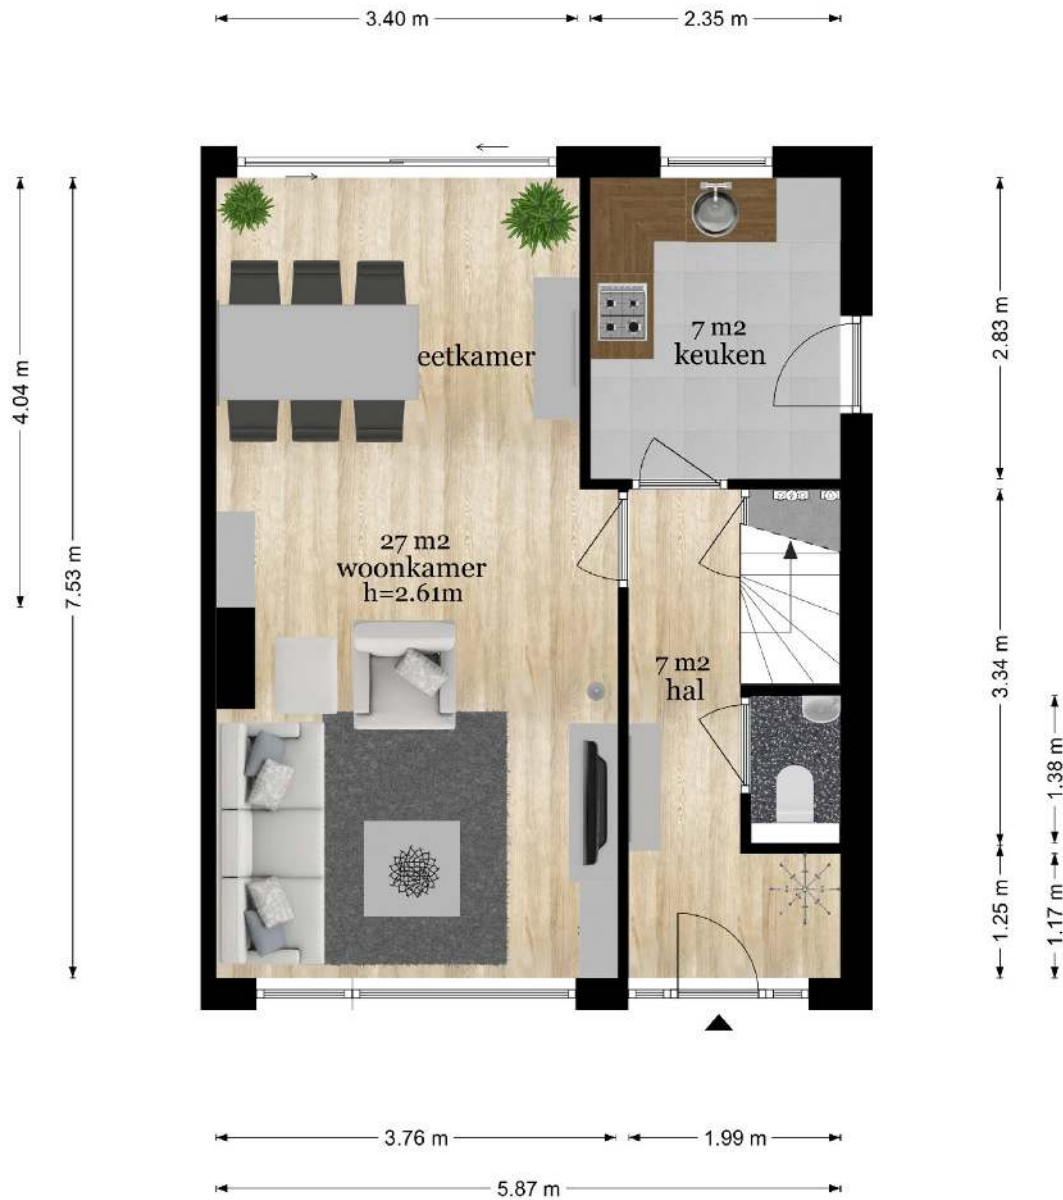 3.40 m
2.35 m
4.04 m
7.53 m
eetkamer
7 m2
keuken
2.83 m
27 m2
woonkamer
h=2.61m
7 m2
hal
3.34 m
1.38 m
1.25 m
1.17 m
3.76 m
1.99 m
5.87 m